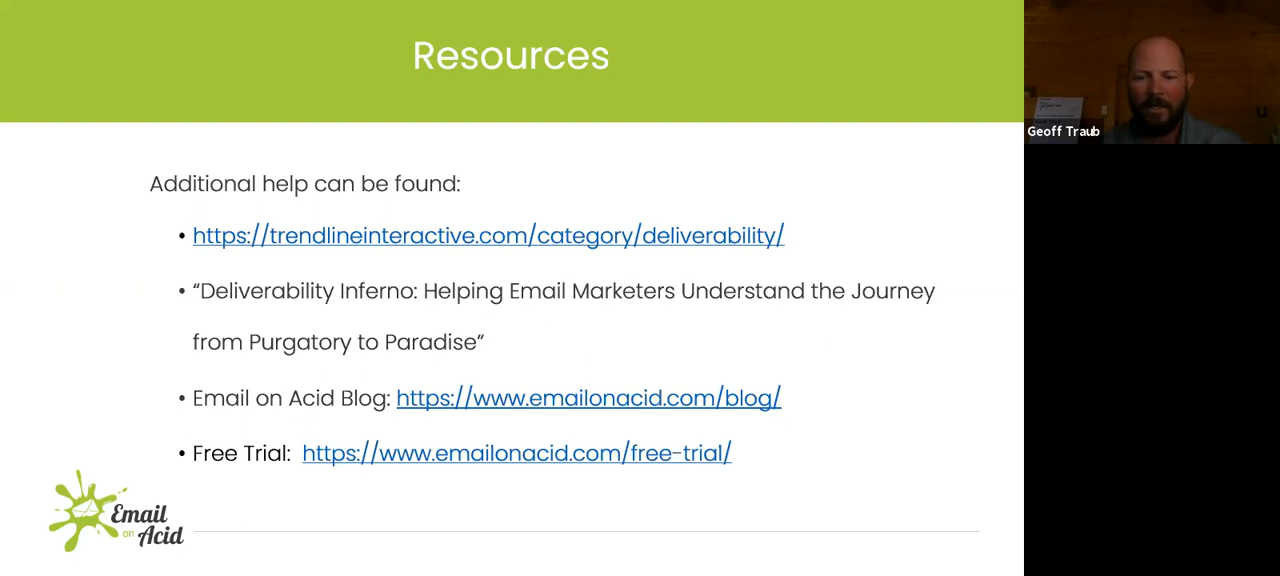 Resources
Geoff Traub
Additional help can be found:
• https://trendlineinteractive.com/category/deliverability/
• “Deliverability Inferno: Helping Email Marketers Understand the Journey
from Purgatory to Paradise”
• Email on Acid Blog: https://www.emailonacid.com/blog/
• Free Trial: https://www.emailonacid.com/free-trial/
Email
on Acid